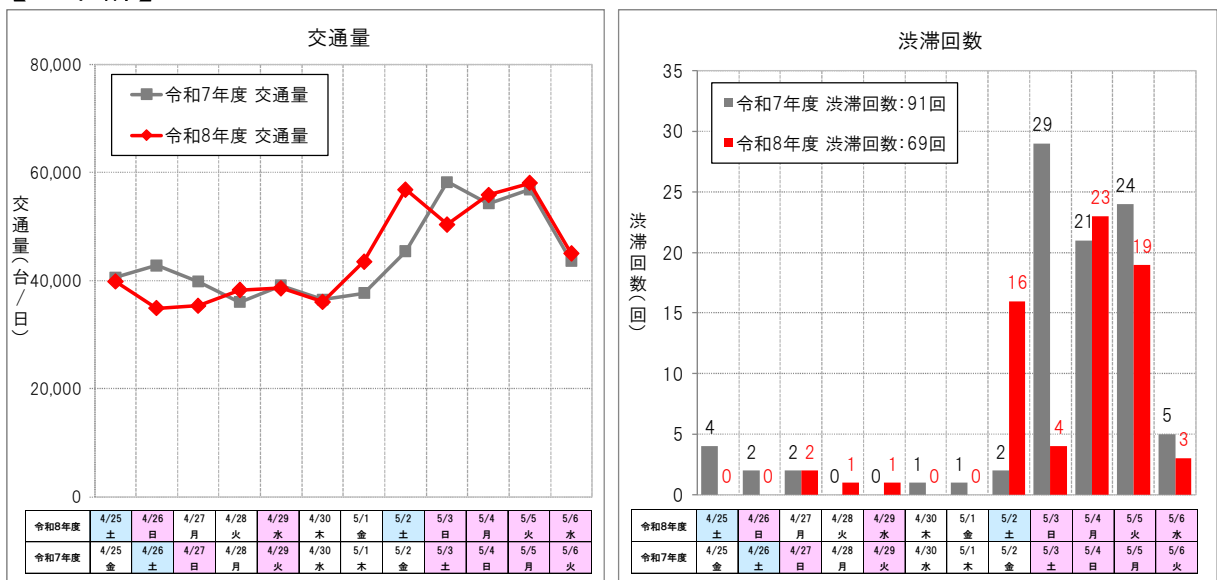 交通量
80,000
60,000
40,000
20,000
0
交通量(台/日)
令和7年度 交通量
令和8年度 交通量
令和8年度 4/25 4/26 4/27 4/28 4/29 4/30 5/1 5/2 5/3 5/4 5/5 5/6
土 日 月 火 水 木 金 土 日 月 火 水
令和7年度 4/25 4/26 4/27 4/28 4/29 4/30 5/1 5/2 5/3 5/4 5/5 5/6
金 土 日 月 火 水 木 金 土 日 月 火
渋滞回数
35
30
25
20
15
10
5
0
渋滞回数(回)
令和7年度 渋滞回数:91回
令和8年度 渋滞回数:69回
4 0 2 0 2 2 0 1 0 1 1 0 1 0 2 16 29 4 21 23 24 19 5 3
令和8年度 4/25 4/26 4/27 4/28 4/29 4/30 5/1 5/2 5/3 5/4 5/5 5/6
土 日 月 火 水 木 金 土 日 月 火 水
令和7年度 4/25 4/26 4/27 4/28 4/29 4/30 5/1 5/2 5/3 5/4 5/5 5/6
金 土 日 月 火 水 木 金 土 日 月 火